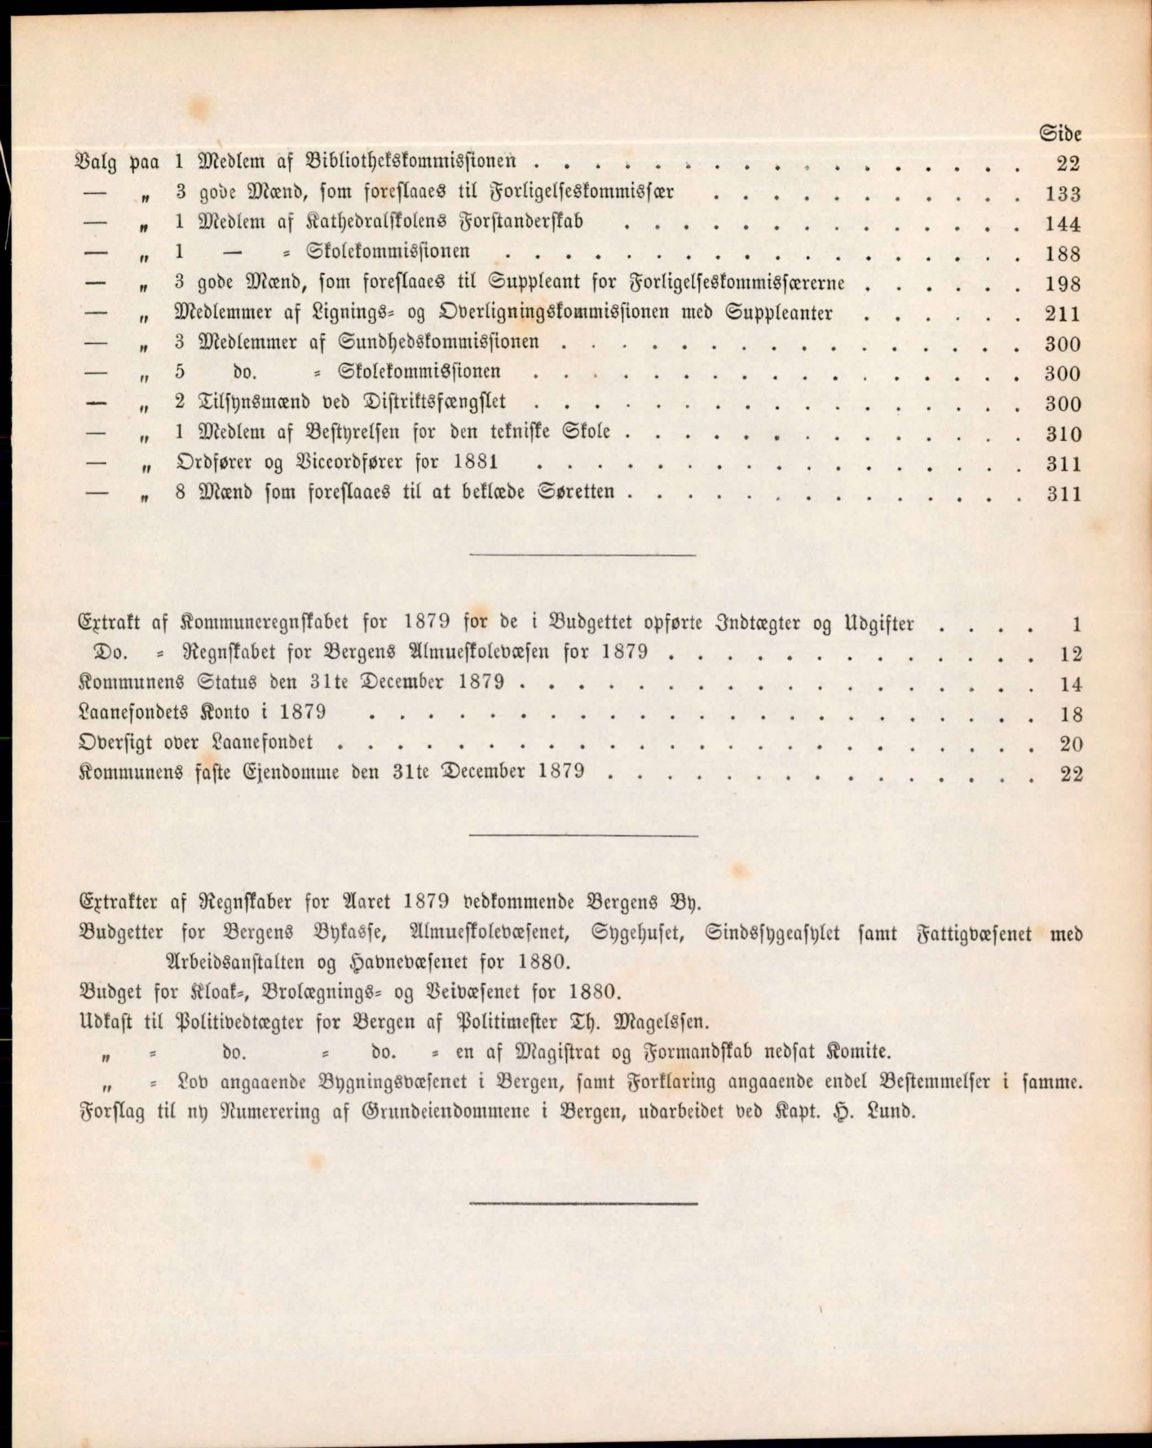 Side
Valg paa 1 Medlem af Bibliothekskommissionen . . . . . . . . . . . . . . . . . 22
— „ 3 gode Mænd, som foreslaaes til Forligelseskommissær . . . . . . . . . . . 133
— „ 1 Medlem af Kathedralskolens Forstanderskab . . . . . . . . . . . . . . 144
— „ 1 — = Skolekommissionen . . . . . . . . . . . . . . . . . . 188
— „ 3 gode Mænd, som foreslaaes til Suppleant for Forligelseskommissærerne . . . . . . 198
— „ Medlemmer af Lignings= og Overligningskommissionen med Suppleanter . . . . . . 211
— „ 3 Medlemmer af Sundhedskommissionen . . . . . . . . . . . . . . . . 300
— „ 5 do. = Skolekommissionen . . . . . . . . . . . . . . . . . 300
— „ 2 Tilsynsmænd ved Distriktsfængslet . . . . . . . . . . . . . . . . . 300
— „ 1 Medlem af Bestyrelsen for den tekniske Skole . . . . . . . . . . . . . . 310
— „ Ordfører og Viceordfører for 1881 . . . . . . . . . . . . . . . . . 311
— „ 8 Mænd som foreslaaes til at beklæde Søretten . . . . . . . . . . . . . . 311
Extrakt af Kommuneregnskabet for 1879 for de i Budgettet opførte Indtægter og Udgifter . . . . 1
Do. = Regnskabet for Bergens Almueskolevæsen for 1879 . . . . . . . . . . . . . 12
Kommunens Status den 31te December 1879 . . . . . . . . . . . . . . . . . . 14
Laanefondets Konto i 1879 . . . . . . . . . . . . . . . . . . . . . . . 18
Oversigt over Laanefondet . . . . . . . . . . . . . . . . . . . . . . . . 20
Kommunens faste Ejendomme den 31te December 1879 . . . . . . . . . . . . . . . 22
Extrakter af Regnskaber for Aaret 1879 vedkommende Bergens By.
Budgetter for Bergens Bykasse, Almueskolevæsenet, Sygehuset, Sindssygeasylet samt Fattigvæsenet med
Arbeidsanstalten og Havnevæsenet for 1880.
Budget for Kloak=, Brolægnings= og Veivæsenet for 1880.
Udkast til Politivedtægter for Bergen af Politimester Th. Magelssen.
„ = do. = do. = en af Magistrat og Formandskab nedsat Komite.
„ = Lov angaaende Bygningsvæsenet i Bergen, samt Forklaring angaaende endel Bestemmelser i samme.
Forslag til ny Numerering af Grundeiendommene i Bergen, udarbeidet ved Kapt. H. Lund.